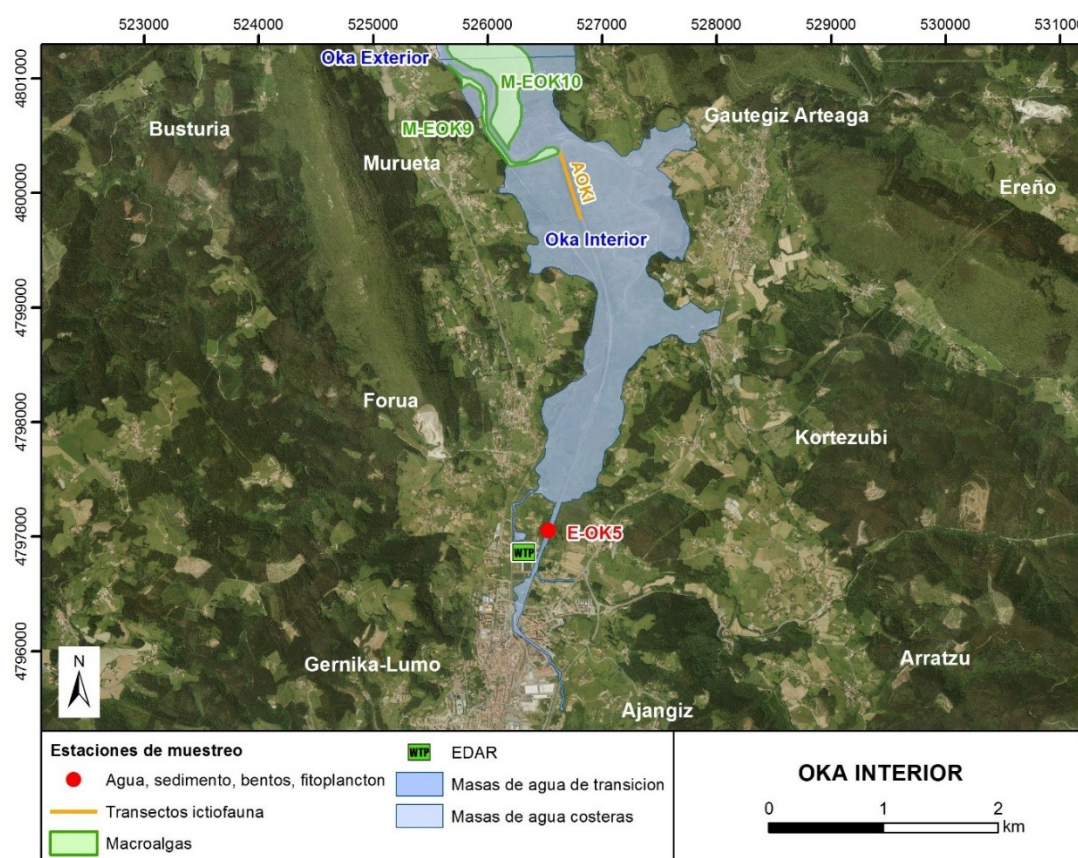 523000 524000 525000 526000 527000 528000 529000 530000 531000
4801000
4800000
4799000
4798000
4797000
4796000
Oka Exterior
M-EOK10
Busturia
M-EOK9
Gautegiz Arteaga
Murueta
AOKI
Ereño
Oka Interior
Forua
Kortezubi
E-OK5
WTP
Gernika-Lumo
Arratzu
Ajangiz
N
Estaciones de muestreo
Agua, sedimento, bentos, fitoplancton
Transectos ictiofauna
Macroalgas
WTP EDAR
Masas de agua de transicion
Masas de agua costeras
OKA INTERIOR
0 1 2
km